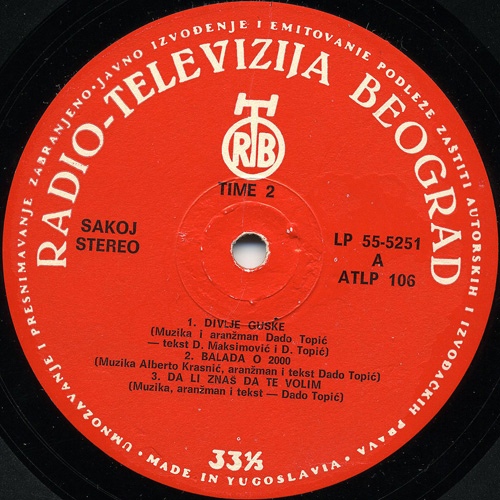 UMNOŽAVANJE I PRESNIMAVANJE ZABRANJENO · JAVNO IZVOĐENJE I EMITOVANJE PODLEŽE ZAŠTITI AUTORSKIH I IZVOĐAČKIH PRAVA ·
RADIO-TELEVIZIJA BEOGRAD
RTB
TIME 2
SAKOJ
STEREO
LP 55-5251
A
ATLP 106
1. DIVLJE GUSKE
(Muzika i aranžman Dado Topić
— tekst D. Maksimović i D. Topić)
2. BALADA O 2000
(Muzika Alberto Krasnić, aranžman i tekst Dado Topić)
3. DA LI ZNAŠ DA TE VOLIM
(Muzika, aranžman i tekst — Dado Topić)
33⅓
· MADE IN YUGOSLAVIA ·